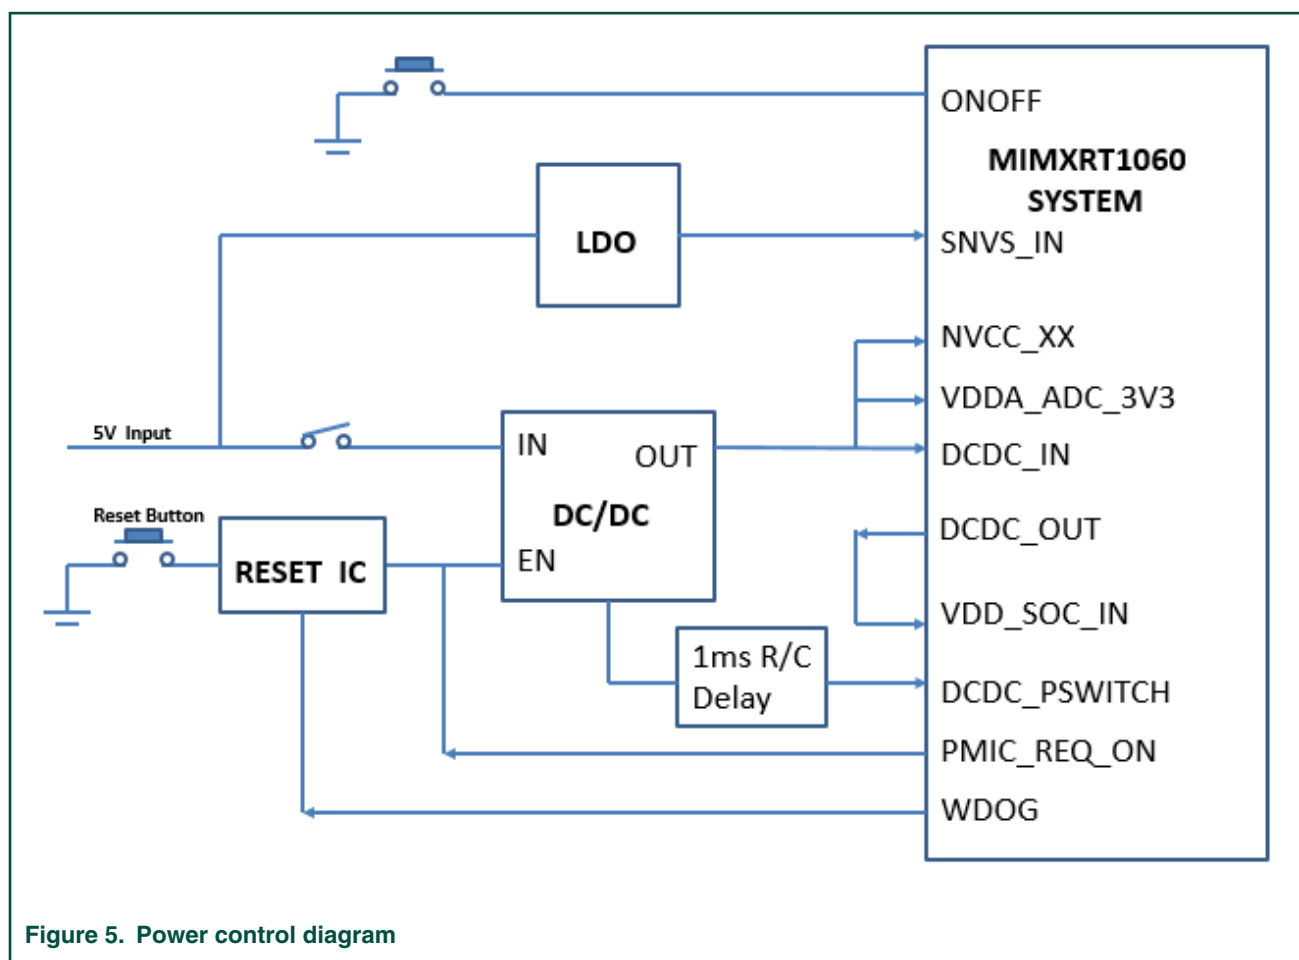 ONOFF
MIMXRT1060
SYSTEM
LDO
SNVS_IN
NVCC_XX
VDDA_ADC_3V3
5V Input
IN
OUT
DCDC_IN
Reset Button
DC/DC
DCDC_OUT
RESET IC
EN
VDD_SOC_IN
1ms R/C
Delay
DCDC_PSWITCH
PMIC_REQ_ON
WDOG
Figure 5. Power control diagram